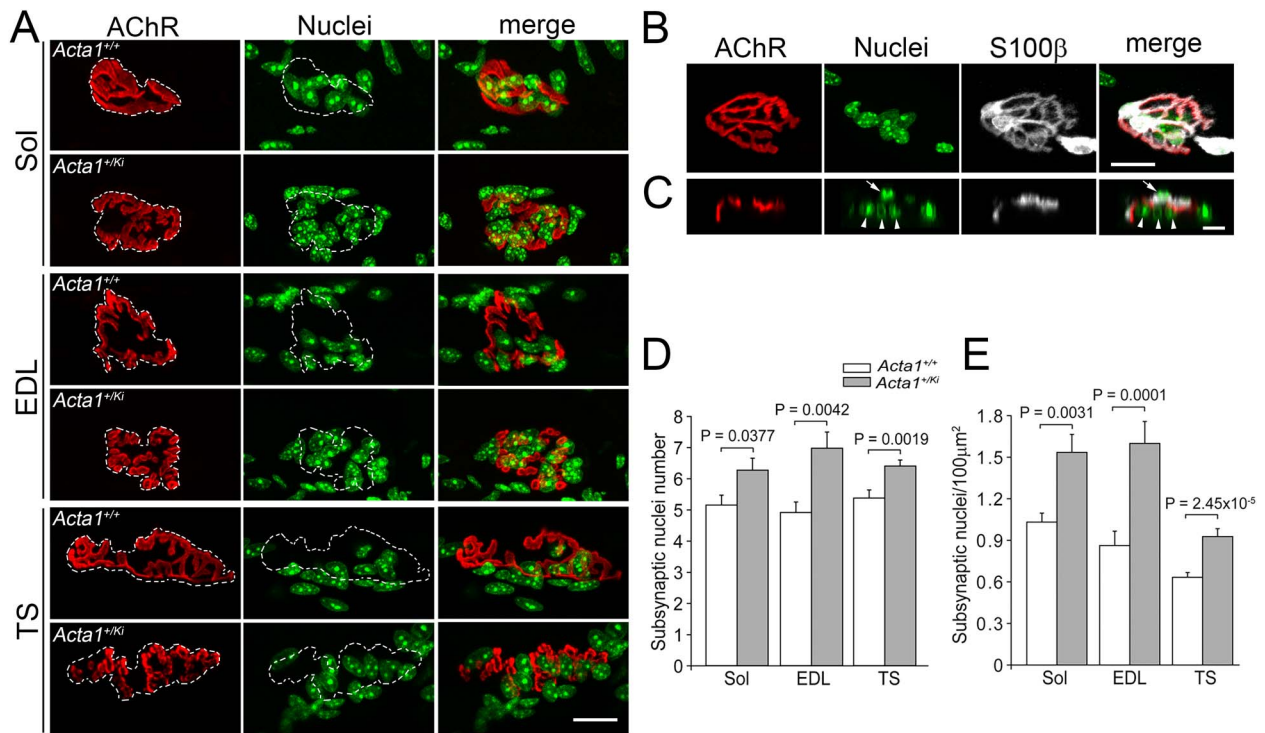 A
AChR Nuclei merge
Sol
Acta1+/+
Acta1+/Ki
EDL
Acta1+/+
Acta1+/Ki
TS
Acta1+/+
Acta1+/Ki
B
AChR Nuclei S100β merge
C
D
Acta1+/+
Acta1+/Ki
Subsynaptic nuclei number
8
7
6
5
4
3
2
1
0
P = 0.0377
P = 0.0042
P = 0.0019
Sol EDL TS
E
Subsynaptic nuclei/100µm²
1.8
1.5
1.2
0.9
0.6
0.3
0
P = 0.0031
P = 0.0001
P = 2.45x10⁻⁵
Sol EDL TS